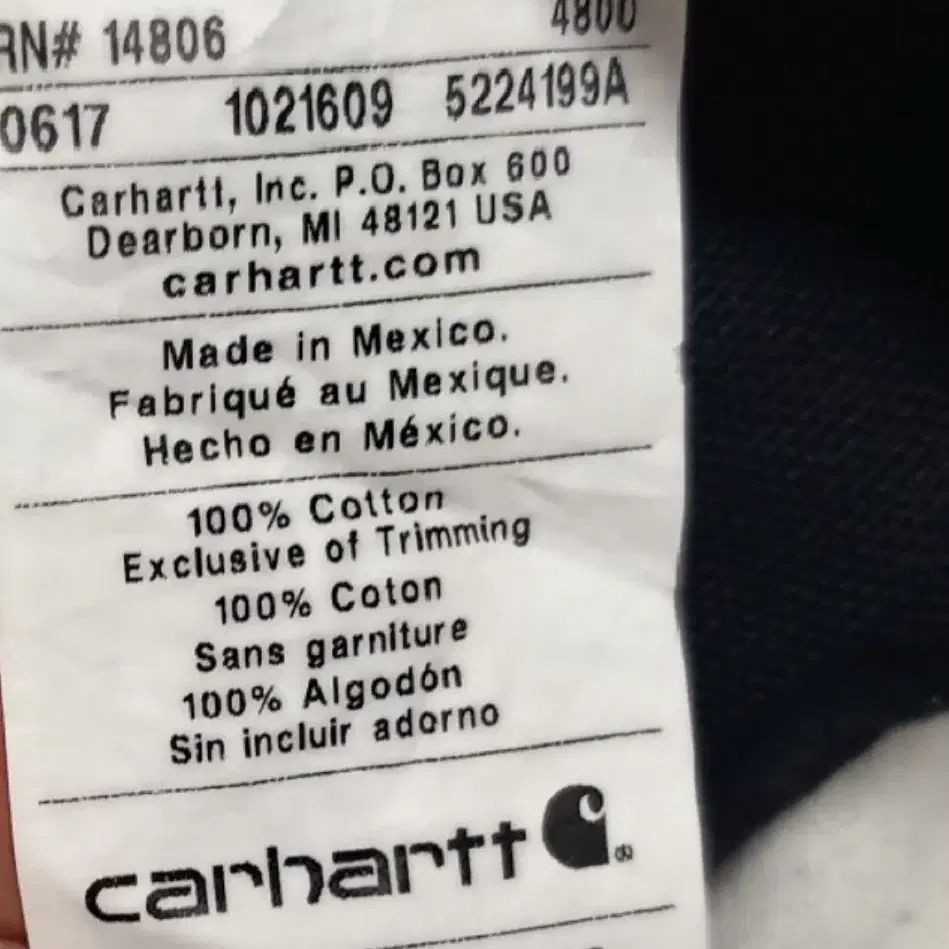 RN# 14806 4800
0617 1021609 5224199A
Carhartt, Inc. P.O. Box 600
Dearborn, MI 48121 USA
carhartt.com
Made in Mexico.
Fabriqué au Mexique.
Hecho en México.
100% Cotton
Exclusive of Trimming
100% Coton
Sans garniture
100% Algodón
Sin incluir adorno
carhartt ®